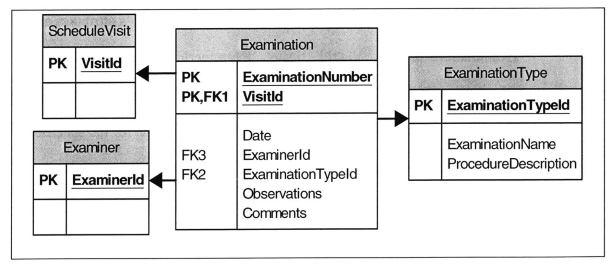 ScheduleVisit
PK VisitId
Examiner
PK ExaminerId
Examination
PK ExaminationNumber
PK,FK1 VisitId
Date
FK3 ExaminerId
FK2 ExaminationTypeId
Observations
Comments
ExaminationType
PK ExaminationTypeId
ExaminationName
ProcedureDescription